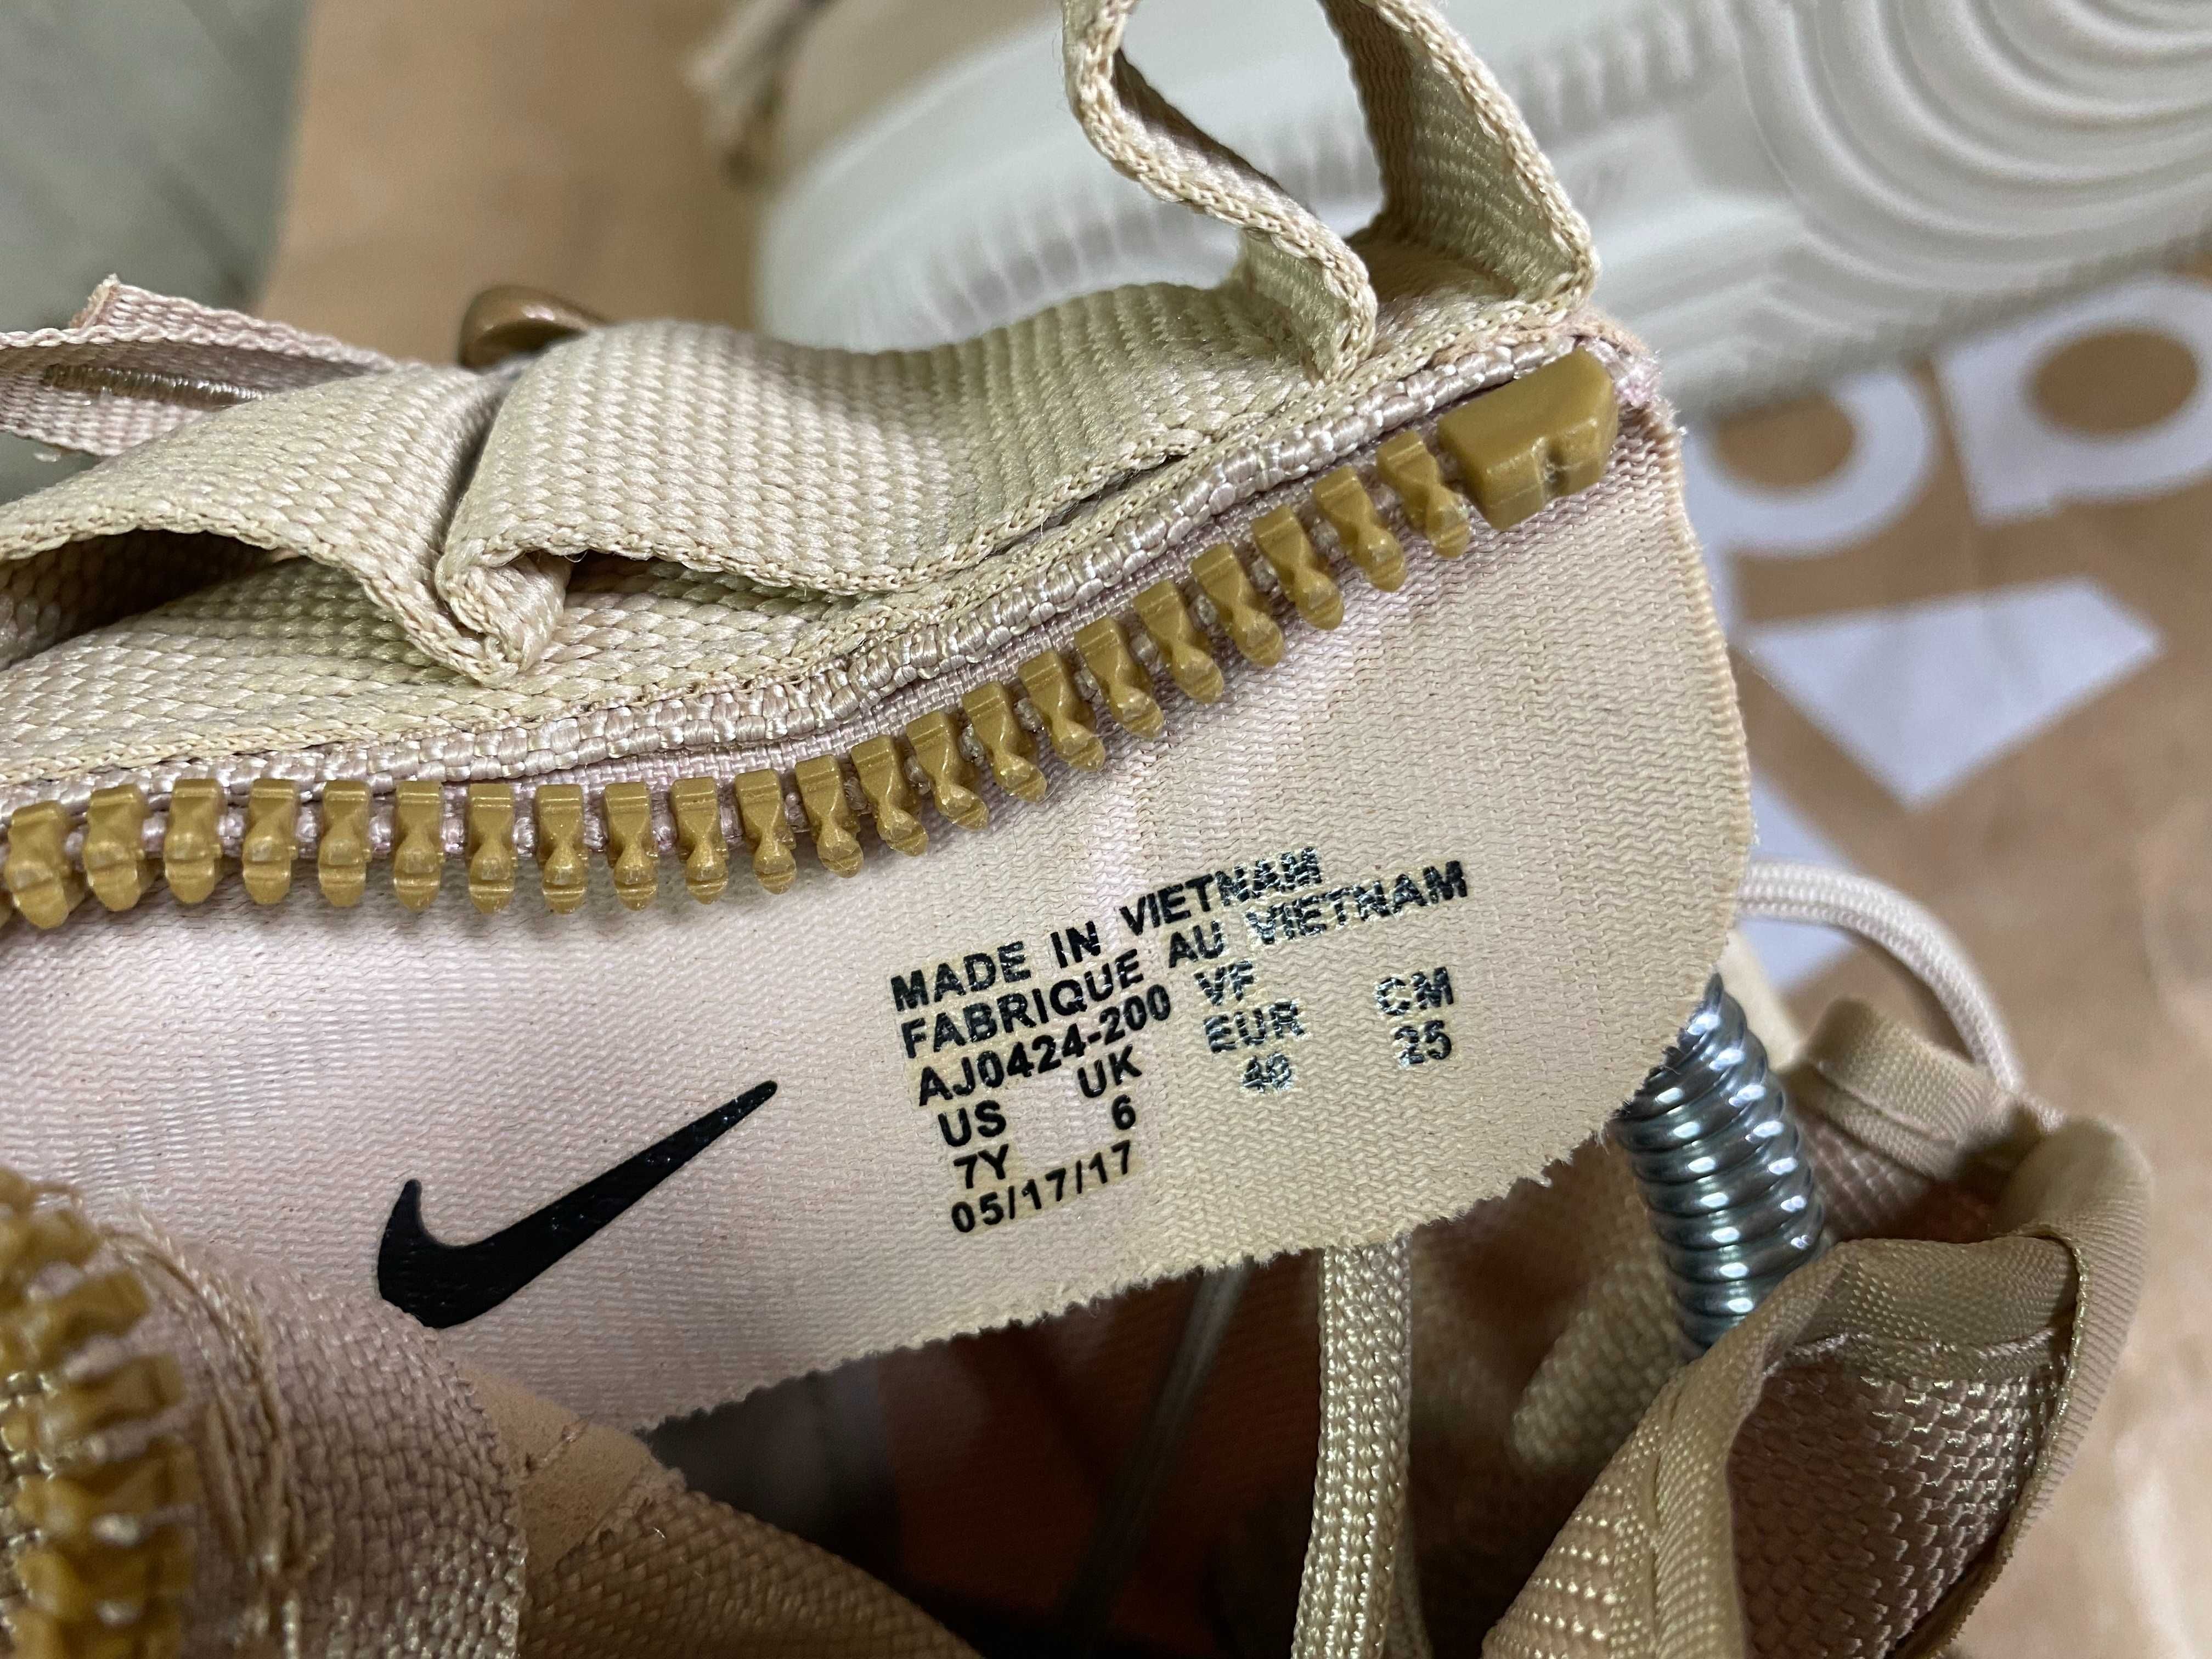 MADE IN VIETNAM
FABRIQUE AU VIETNAM
AJ0424-200 VF
US UK EUR CM
7Y 6 40 25
05/17/17